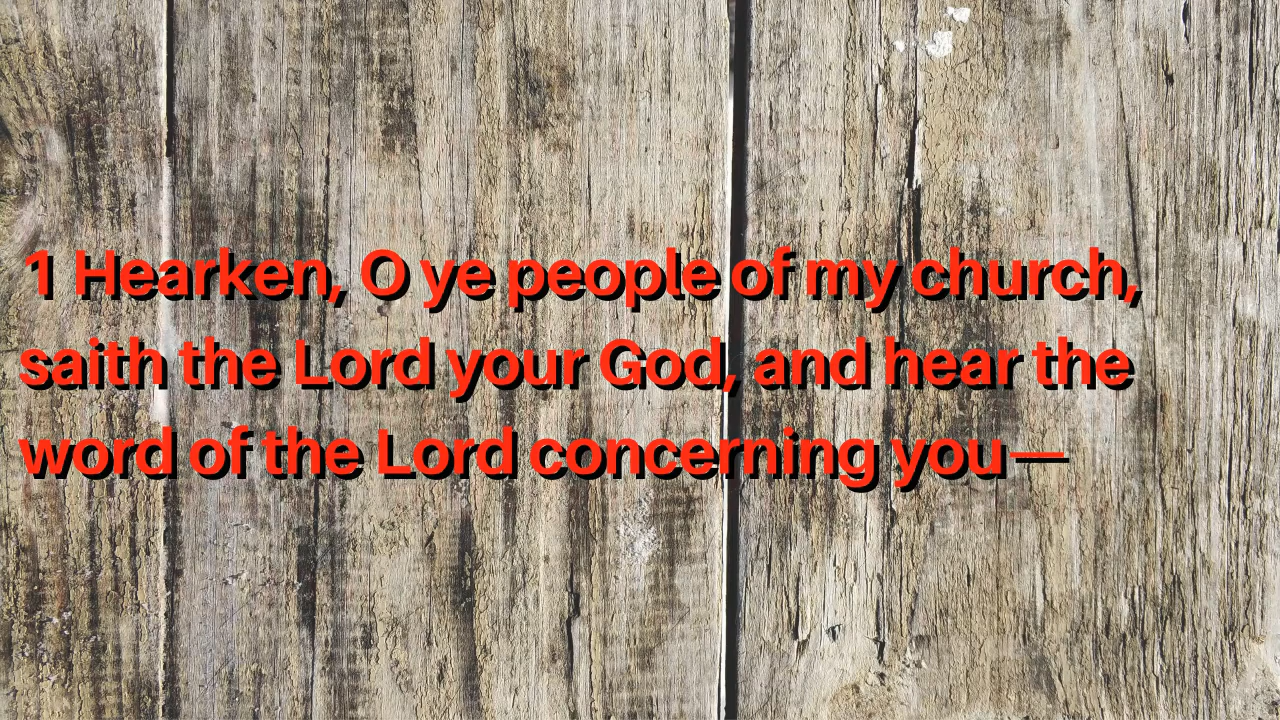 1 Hearken, O ye people of my church,
saith the Lord your God, and hear the
word of the Lord concerning you—